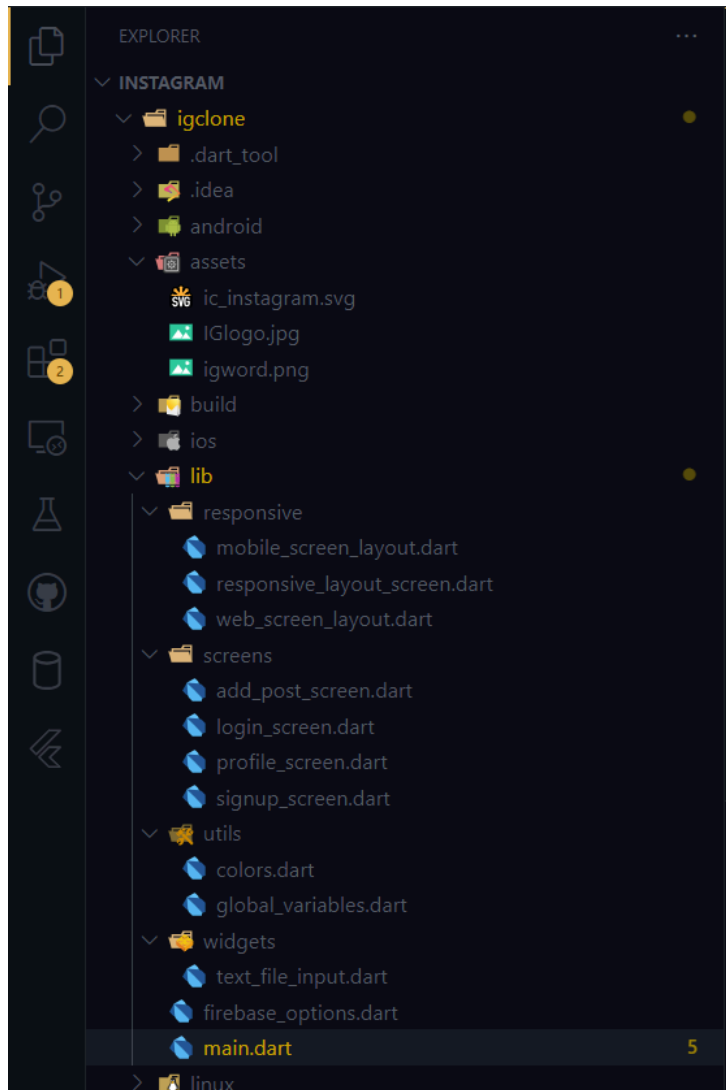 EXPLORER ...
INSTAGRAM
igclone
.dart_tool
.idea
android
assets
SVG ic_instagram.svg
IGlogo.jpg
igword.png
build
ios
lib
responsive
mobile_screen_layout.dart
responsive_layout_screen.dart
web_screen_layout.dart
screens
add_post_screen.dart
login_screen.dart
profile_screen.dart
signup_screen.dart
utils
colors.dart
global_variables.dart
widgets
text_file_input.dart
firebase_options.dart
main.dart 5
linux
1
2